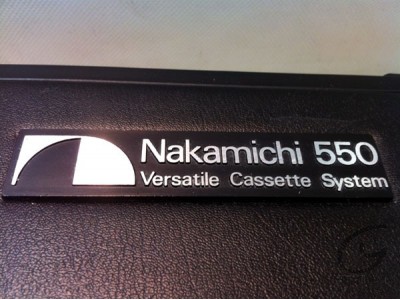 Nakamichi 550
Versatile Cassette System